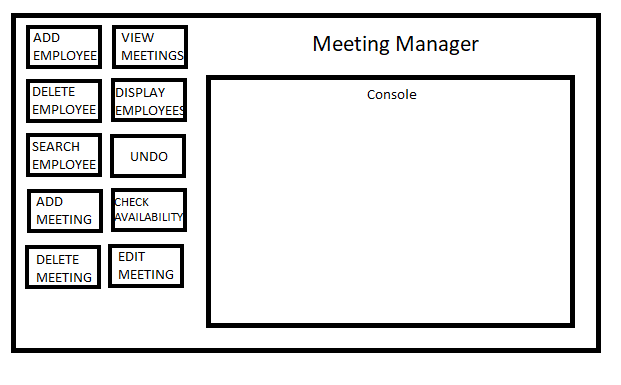 ADD
EMPLOYEE
VIEW
MEETINGS
Meeting Manager
DELETE
EMPLOYEE
DISPLAY
EMPLOYEES
Console
SEARCH
EMPLOYEE
UNDO
ADD
MEETING
CHECK
AVAILABILITY
DELETE
MEETING
EDIT
MEETING